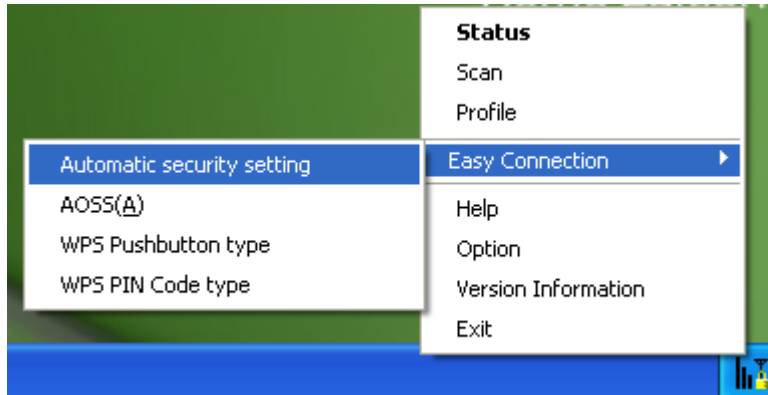 Status
Scan
Profile
Easy Connection
Automatic security setting
AOSS(A)
WPS Pushbutton type
WPS PIN Code type
Help
Option
Version Information
Exit